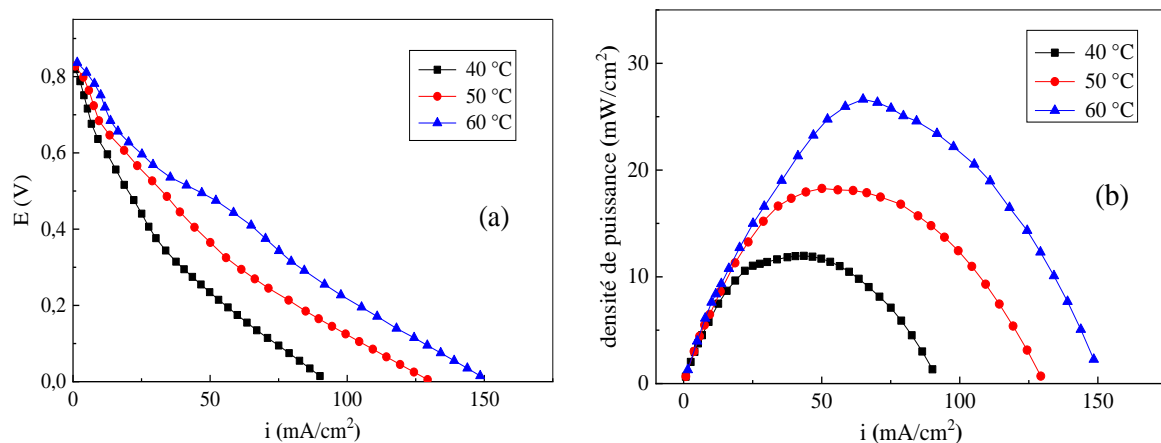 (a)
E (V)
0,8
0,6
0,4
0,2
0,0
0
50
100
150
i (mA/cm²)
40 °C
50 °C
60 °C
(b)
densité de puissance (mW/cm²)
30
20
10
0
0
50
100
150
i (mA/cm²)
40 °C
50 °C
60 °C
(a)
(b)